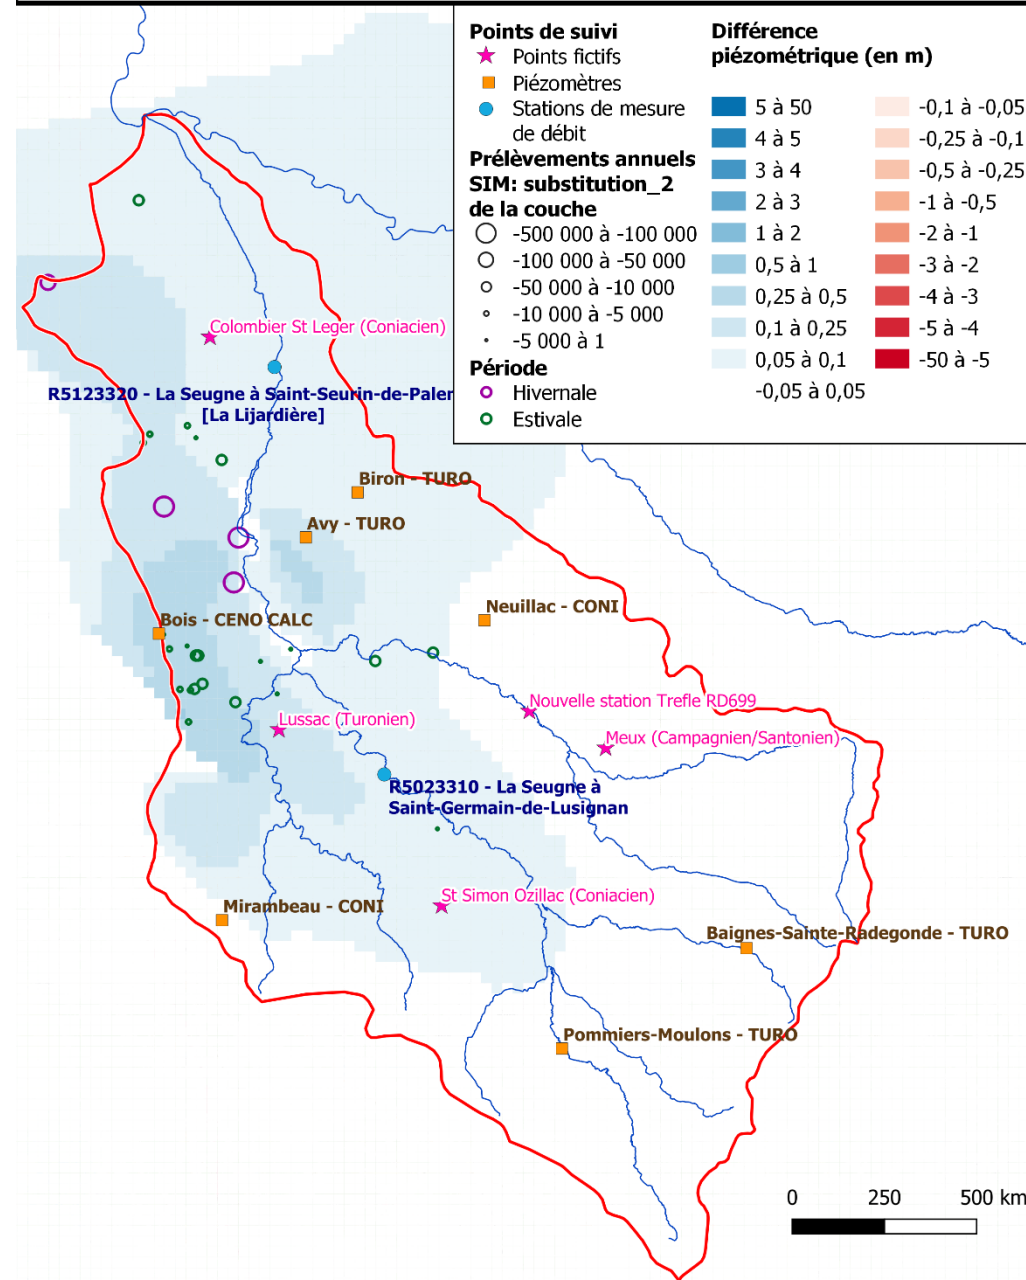 Points de suivi
Points fictifs
Piézomètres
Stations de mesure
de débit
Prélèvements annuels
SIM: substitution_2
de la couche
-500 000 à -100 000
-100 000 à -50 000
-50 000 à -10 000
-10 000 à -5 000
-5 000 à 1
Période
Hivernale
Estivale
Différence
piézométrique (en m)
5 à 50
4 à 5
3 à 4
2 à 3
1 à 2
0,5 à 1
0,25 à 0,5
0,1 à 0,25
0,05 à 0,1
-0,05 à 0,05
-0,1 à -0,05
-0,25 à -0,1
-0,5 à -0,25
-1 à -0,5
-2 à -1
-3 à -2
-4 à -3
-5 à -4
-50 à -5
Colombier St Leger (Coniacien)
R5123320 - La Seugne à Saint-Seurin-de-Paler
[La Lijardière]
Biron - TURO
Avy - TURO
Neuillac - CONI
Bois - CENO CALC
Nouvelle station Trefle RD699
Lussac (Turonien)
Meux (Campagnien/Santonien)
R5023310 - La Seugne à
Saint-Germain-de-Lusignan
St Simon Ozillac (Coniacien)
Mirambeau - CONI
Baignes-Sainte-Radegonde - TURO
Pommiers-Moulons - TURO
0 250 500 km